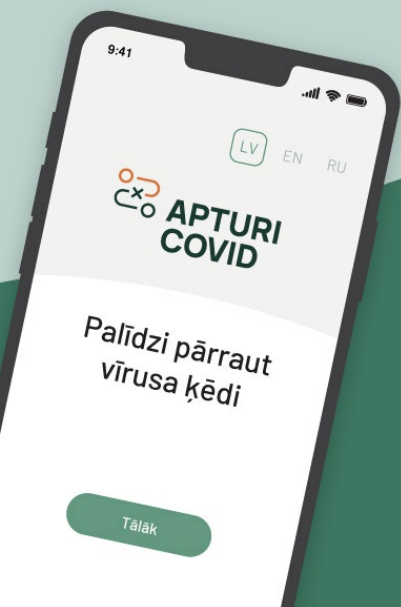 9:41
LV EN RU
APTURI
COVID
Palīdzi pārraut
vīrusa ķēdi
Tālāk